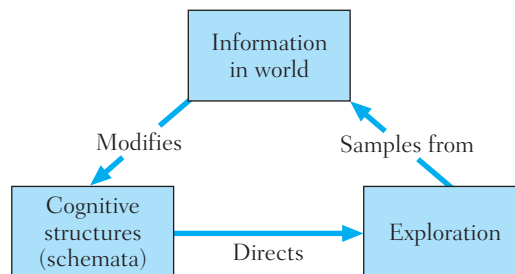 Information
in world
Modifies
Samples from
Cognitive
structures
(schemata)
Directs
Exploration